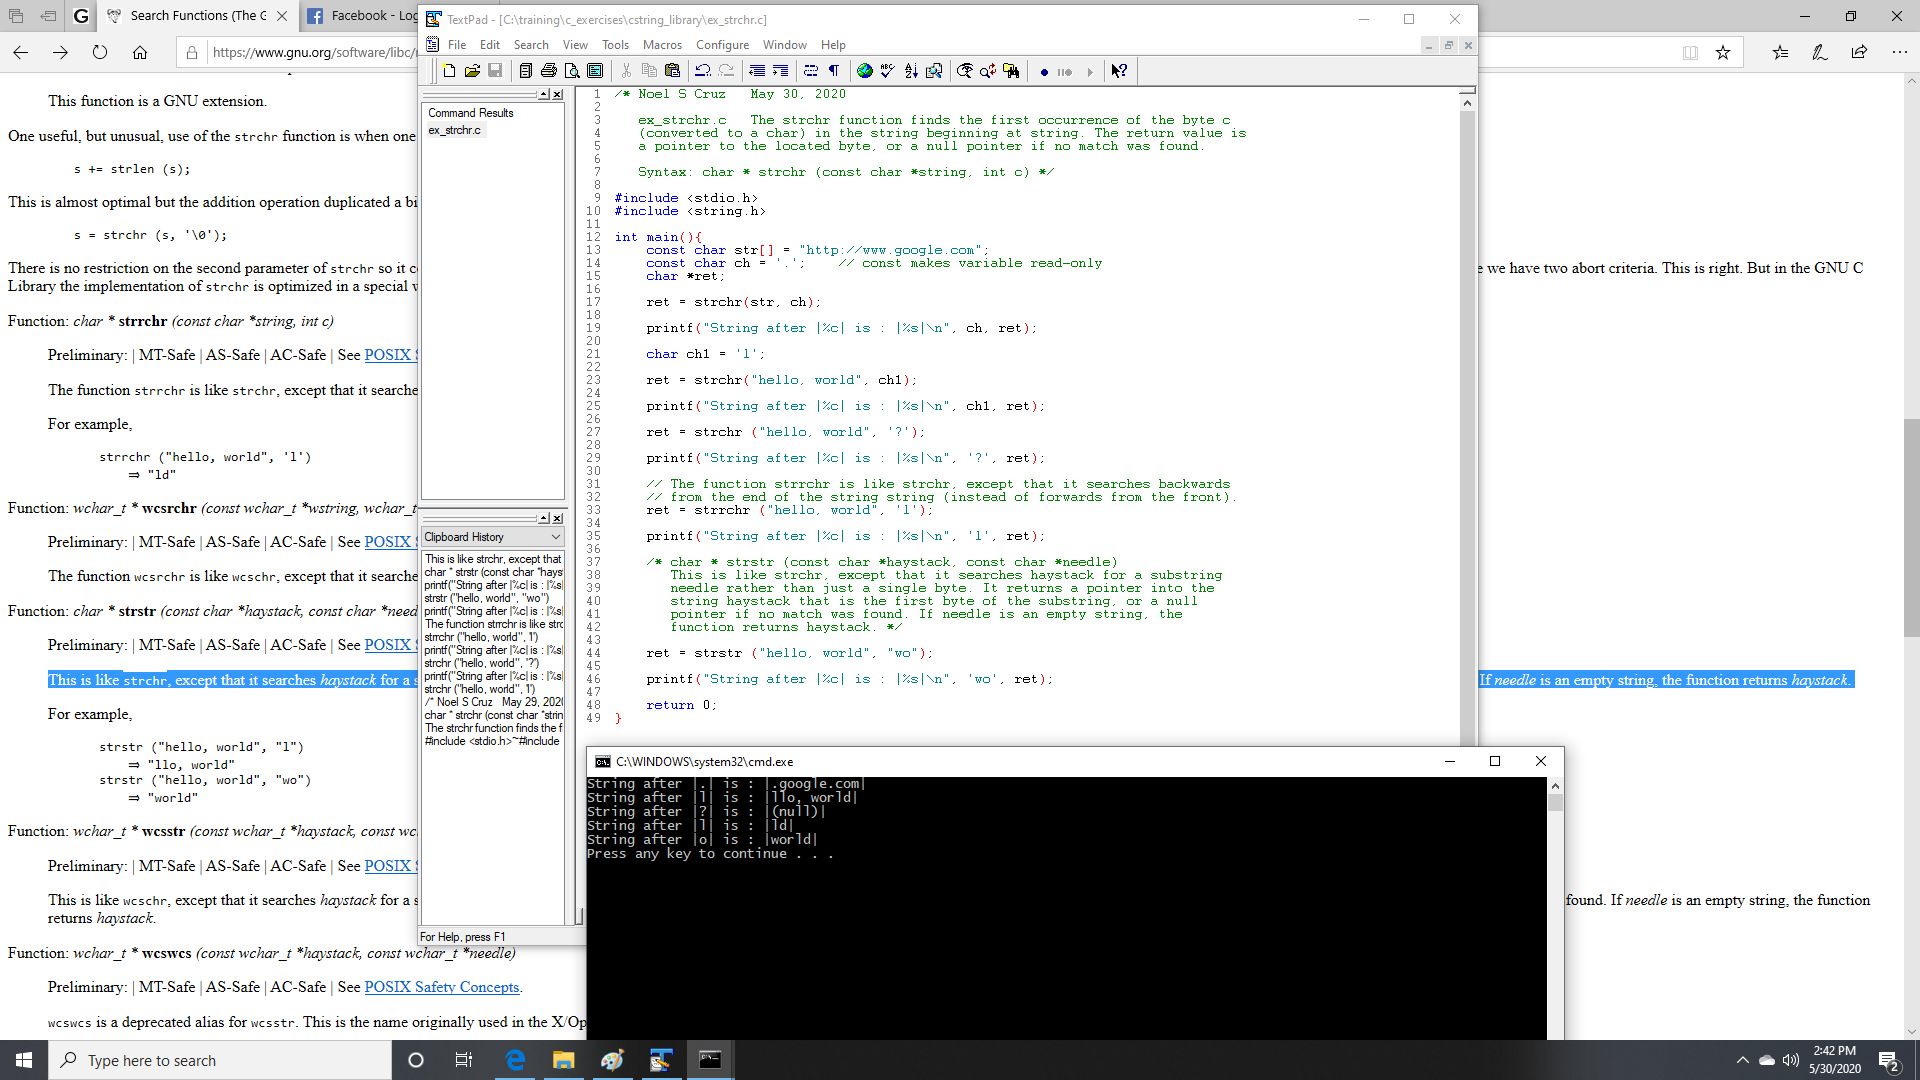 Search Functions (The G
Facebook - Log
https://www.gnu.org/software/libc/
This function is a GNU extension.
One useful, but unusual, use of the strchr function is when one
s += strlen (s);
This is almost optimal but the addition operation duplicated a bi
s = strchr (s, '\0');
There is no restriction on the second parameter of strchr so it c
e we have two abort criteria. This is right. But in the GNU C
Library the implementation of strchr is optimized in a special
Function: char * strrchr (const char *string, int c)
Preliminary: | MT-Safe | AS-Safe | AC-Safe | See POSIX S
The function strrchr is like strchr, except that it searche
For example,
strrchr ("hello, world", 'l')
⇒ "ld"
Function: wchar_t * wcsrchr (const wchar_t *wstring, wchar_t
Preliminary: | MT-Safe | AS-Safe | AC-Safe | See POSIX S
The function wcsrchr is like wcschr, except that it searche
Function: char * strstr (const char *haystack, const char *need
Preliminary: | MT-Safe | AS-Safe | AC-Safe | See POSIX S
This is like strchr, except that it searches haystack for a s
If needle is an empty string, the function returns haystack.
For example,
strstr ("hello, world", "l")
⇒ "llo, world"
strstr ("hello, world", "wo")
⇒ "world"
Function: wchar_t * wcsstr (const wchar_t *haystack, const wc
Preliminary: | MT-Safe | AS-Safe | AC-Safe | See POSIX S
This is like wcschr, except that it searches haystack for a s
found. If needle is an empty string, the function
returns haystack.
Function: wchar_t * wcswcs (const wchar_t *haystack, const wchar_t *needle)
Preliminary: | MT-Safe | AS-Safe | AC-Safe | See POSIX Safety Concepts.
wcswcs is a deprecated alias for wcsstr. This is the name originally used in the X/Op
TextPad - [C:\training\c_exercises\cstring_library\ex_strchr.c]
File Edit Search View Tools Macros Configure Window Help
Command Results
ex_strchr.c
Clipboard History
This is like strchr, except that
char * strstr (const char *hays
printf("String after |%c| is : |%s|
strstr ("hello, world", "wo")
printf("String after |%c| is : |%s|
The function strrchr is like strc
strrchr ("hello, world", 'l')
printf("String after |%c| is : |%s|
strchr ("hello, world", '?')
printf("String after |%c| is : |%s|
strchr ("hello, world", 'l')
/* Noel S Cruz May 29, 202
char * strchr (const char *strin
The strchr function finds the f
#include <stdio.h>~#include
For Help, press F1
1 /* Noel S Cruz May 30, 2020
2
3 ex_strchr.c The strchr function finds the first occurrence of the byte c
4 (converted to a char) in the string beginning at string. The return value is
5 a pointer to the located byte, or a null pointer if no match was found.
6
7 Syntax: char * strchr (const char *string, int c) */
8
9 #include <stdio.h>
10 #include <string.h>
11
12 int main(){
13 const char str[] = "http://www.google.com";
14 const char ch = '.'; // const makes variable read-only
15 char *ret;
16
17 ret = strchr(str, ch);
18
19 printf("String after |%c| is : |%s|\n", ch, ret);
20
21 char ch1 = 'l';
22
23 ret = strchr("hello, world", ch1);
24
25 printf("String after |%c| is : |%s|\n", ch1, ret);
26
27 ret = strchr ("hello, world", '?');
28
29 printf("String after |%c| is : |%s|\n", '?', ret);
30
31 // The function strrchr is like strchr, except that it searches backwards
32 // from the end of the string string (instead of forwards from the front).
33 ret = strrchr ("hello, world", 'l');
34
35 printf("String after |%c| is : |%s|\n", 'l', ret);
36
37 /* char * strstr (const char *haystack, const char *needle)
38 This is like strchr, except that it searches haystack for a substring
39 needle rather than just a single byte. It returns a pointer into the
40 string haystack that is the first byte of the substring, or a null
41 pointer if no match was found. If needle is an empty string, the
42 function returns haystack. */
43
44 ret = strstr ("hello, world", "wo");
45
46 printf("String after |%c| is : |%s|\n", 'wo', ret);
47
48 return 0;
49 }
C:\WINDOWS\system32\cmd.exe
String after |.| is : |.google.com|
String after |l| is : |llo, world|
String after |?| is : |(null)|
String after |l| is : |ld|
String after |o| is : |world|
Press any key to continue . . .
Type here to search
2:42 PM
5/30/2020
2